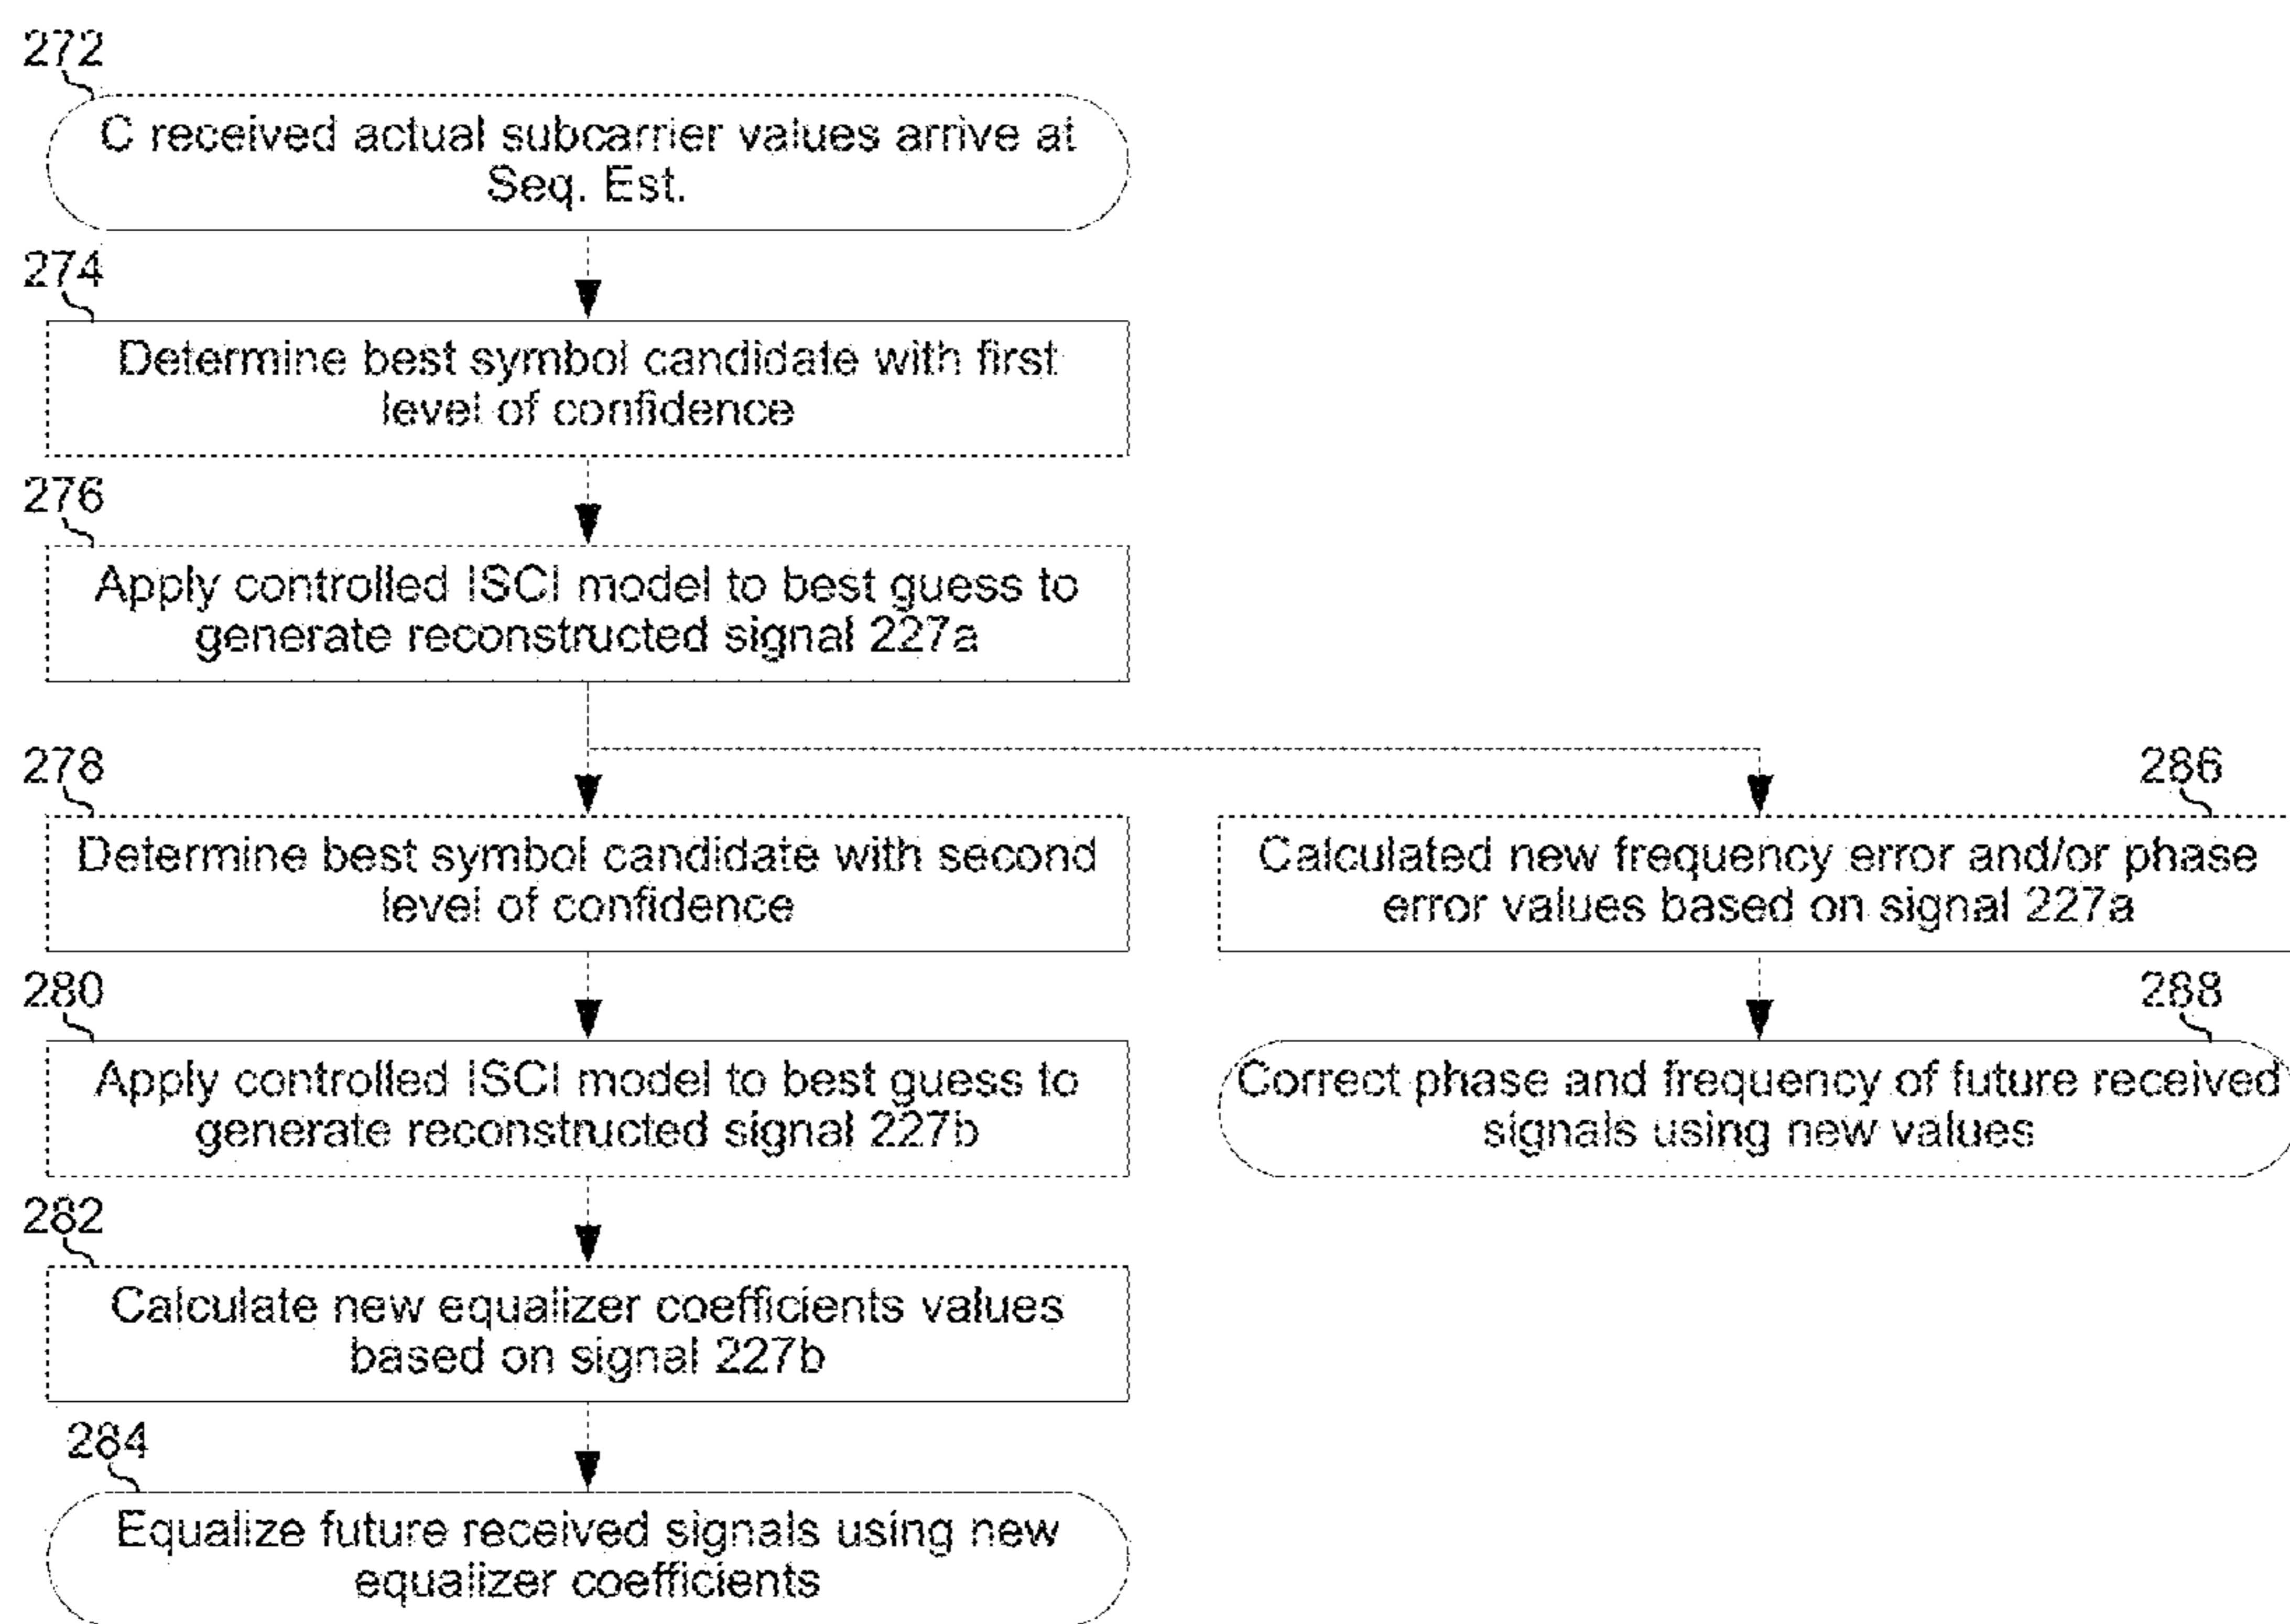 272
C received actual subcarrier values arrive at
Seq. Est.
274
Determine best symbol candidate with first
level of confidence
276
Apply controlled ISCI model to best guess to
generate reconstructed signal 227a
278
Determine best symbol candidate with second
level of confidence
280
Apply controlled ISCI model to best guess to
generate reconstructed signal 227b
282
Calculate new equalizer coefficients values
based on signal 227b
284
Equalize future received signals using new
equalizer coefficients
286
Calculated new frequency error and/or phase
error values based on signal 227a
288
Correct phase and frequency of future received
signals using new values